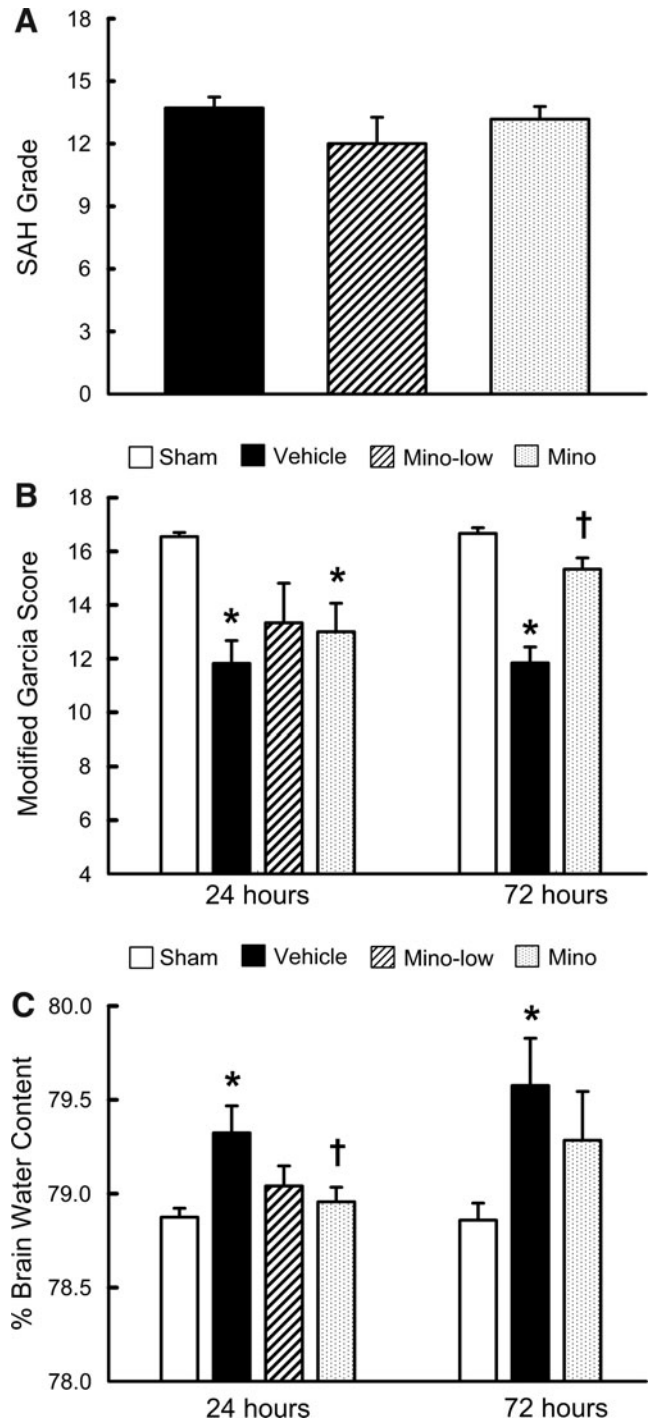 A
SAH Grade
18
15
12
9
6
3
0
Sham Vehicle Mino-low Mino
B
Modified Garcia Score
18
16
14
12
10
8
6
4
* * * †
24 hours 72 hours
Sham Vehicle Mino-low Mino
C
% Brain Water Content
80.0
79.5
79.0
78.5
78.0
* † *
24 hours 72 hours